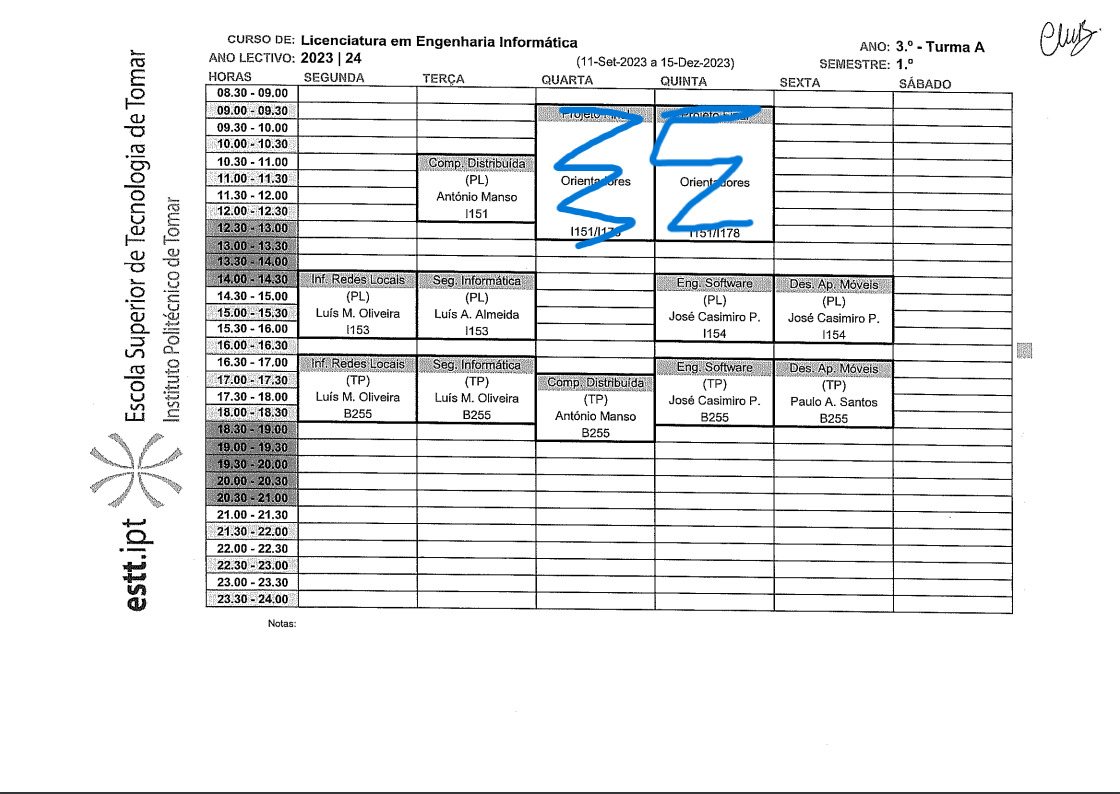 CURSO DE: Licenciatura em Engenharia Informática
ANO LECTIVO: 2023 | 24
(11-Set-2023 a 15-Dez-2023)
ANO: 3.º - Turma A
SEMESTRE: 1.º
HORAS SEGUNDA TERÇA QUARTA QUINTA SEXTA SÁBADO
08.30 - 09.00
09.00 - 09.30 Projeto Final Projeto Final
09.30 - 10.00
10.00 - 10.30
10.30 - 11.00 Comp. Distribuída
11.00 - 11.30 (PL) Orientadores Orientadores
11.30 - 12.00 António Manso
12.00 - 12.30 I151
12.30 - 13.00 I151/I178 I151/I178
13.00 - 13.30
13.30 - 14.00
14.00 - 14.30 Inf. Redes Locais Seg. Informática Eng. Software Des. Ap. Móveis
14.30 - 15.00 (PL) (PL) (PL) (PL)
15.00 - 15.30 Luís M. Oliveira Luís A. Almeida José Casimiro P. José Casimiro P.
15.30 - 16.00 I153 I153 I154 I154
16.00 - 16.30
16.30 - 17.00 Inf. Redes Locais Seg. Informática Eng. Software Des. Ap. Móveis
17.00 - 17.30 (TP) (TP) Comp. Distribuída (TP) (TP)
17.30 - 18.00 Luís M. Oliveira Luís M. Oliveira (TP) José Casimiro P. Paulo A. Santos
18.00 - 18.30 B255 B255 António Manso B255 B255
18.30 - 19.00 B255
19.00 - 19.30
19.30 - 20.00
20.00 - 20.30
20.30 - 21.00
21.00 - 21.30
21.30 - 22.00
22.00 - 22.30
22.30 - 23.00
23.00 - 23.30
23.30 - 24.00
Notas:
estt.ipt
Escola Superior de Tecnologia de Tomar
Instituto Politécnico de Tomar